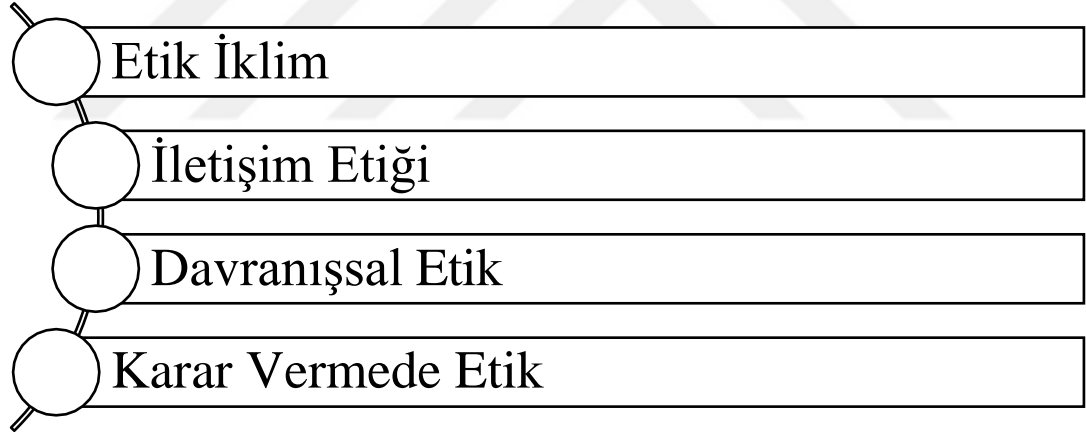 Etik İklim
İletişim Etiği
Davranışsal Etik
Karar Vermede Etik